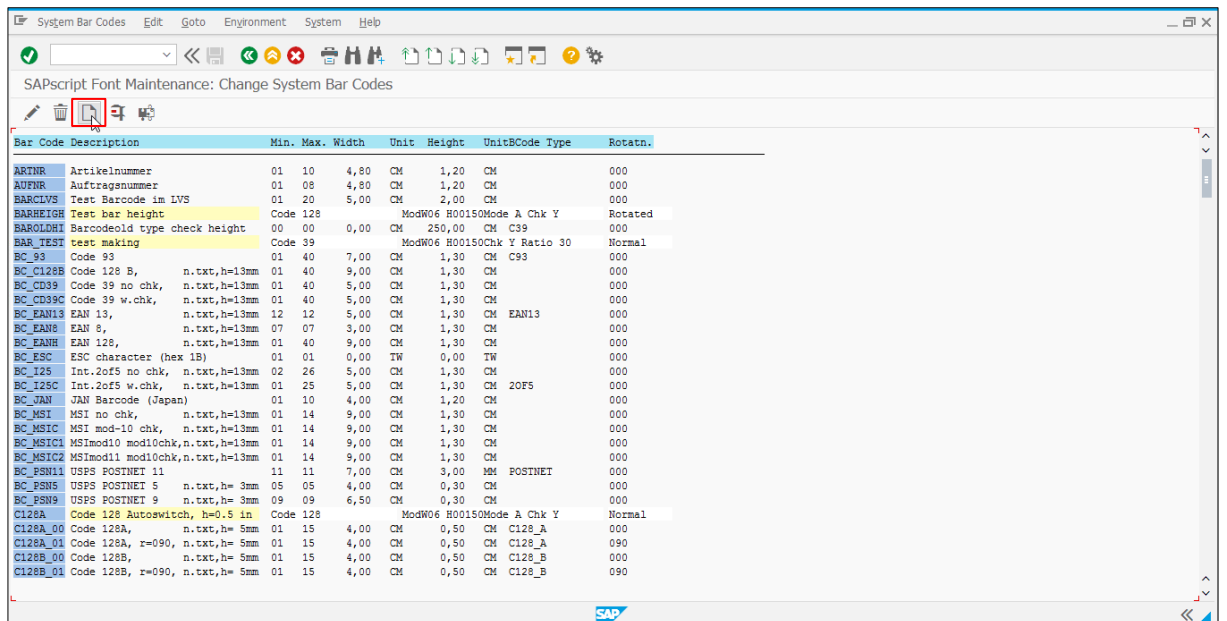 System Bar Codes Edit Goto Environment System Help
SAPscript Font Maintenance: Change System Bar Codes
Bar Code Description Min. Max. Width Unit Height UnitBCode Type Rotatn.
ARTNR Artikelnummer 01 10 4,80 CM 1,20 CM 000
AUFNR Auftragsnummer 01 08 4,80 CM 1,20 CM 000
BARCLVS Test Barcode im LVS 01 20 5,00 CM 2,00 CM 000
BARHEIGH Test bar height Code 128 ModW06 H00150Mode A Chk Y Rotated
BAROLDHI Barcodeold type check height 00 00 0,00 CM 250,00 CM C39 000
BAR_TEST test making Code 39 ModW06 H00150Chk Y Ratio 30 Normal
BC_93 Code 93 01 40 7,00 CM 1,30 CM C93 000
BC_C128B Code 128 B, n.txt,h=13mm 01 40 9,00 CM 1,30 CM 000
BC_CD39 Code 39 no chk, n.txt,h=13mm 01 40 5,00 CM 1,30 CM 000
BC_CD39C Code 39 w.chk, n.txt,h=13mm 01 40 5,00 CM 1,30 CM 000
BC_EAN13 EAN 13, n.txt,h=13mm 12 12 5,00 CM 1,30 CM EAN13 000
BC_EAN8 EAN 8, n.txt,h=13mm 07 07 3,00 CM 1,30 CM 000
BC_EANH EAN 128, n.txt,h=13mm 01 40 9,00 CM 1,30 CM 000
BC_ESC ESC character (hex 1B) 01 01 0,00 TW 0,00 TW 000
BC_I25 Int.2of5 no chk, n.txt,h=13mm 02 26 5,00 CM 1,30 CM 000
BC_I25C Int.2of5 w.chk, n.txt,h=13mm 01 25 5,00 CM 1,30 CM 2OF5 000
BC_JAN JAN Barcode (Japan) 01 10 4,00 CM 1,20 CM 000
BC_MSI MSI no chk, n.txt,h=13mm 01 14 9,00 CM 1,30 CM 000
BC_MSIC MSI mod-10 chk, n.txt,h=13mm 01 14 9,00 CM 1,30 CM 000
BC_MSIC1 MSImod10 mod10chk,n.txt,h=13mm 01 14 9,00 CM 1,30 CM 000
BC_MSIC2 MSImod11 mod10chk,n.txt,h=13mm 01 14 9,00 CM 1,30 CM 000
BC_PSN11 USPS POSTNET 11 11 11 7,00 CM 3,00 MM POSTNET 000
BC_PSN5 USPS POSTNET 5 n.txt,h= 3mm 05 05 4,00 CM 0,30 CM 000
BC_PSN9 USPS POSTNET 9 n.txt,h= 3mm 09 09 6,50 CM 0,30 CM 000
C128A Code 128 Autoswitch, h=0.5 in Code 128 ModW06 H00150Mode A Chk Y Normal
C128A_00 Code 128A, n.txt,h= 5mm 01 15 4,00 CM 0,50 CM C128_A 000
C128A_01 Code 128A, r=090, n.txt,h= 5mm 01 15 4,00 CM 0,50 CM C128_A 090
C128B_00 Code 128B, n.txt,h= 5mm 01 15 4,00 CM 0,50 CM C128_B 000
C128B_01 Code 128B, r=090, n.txt,h= 5mm 01 15 4,00 CM 0,50 CM C128_B 090
SAP